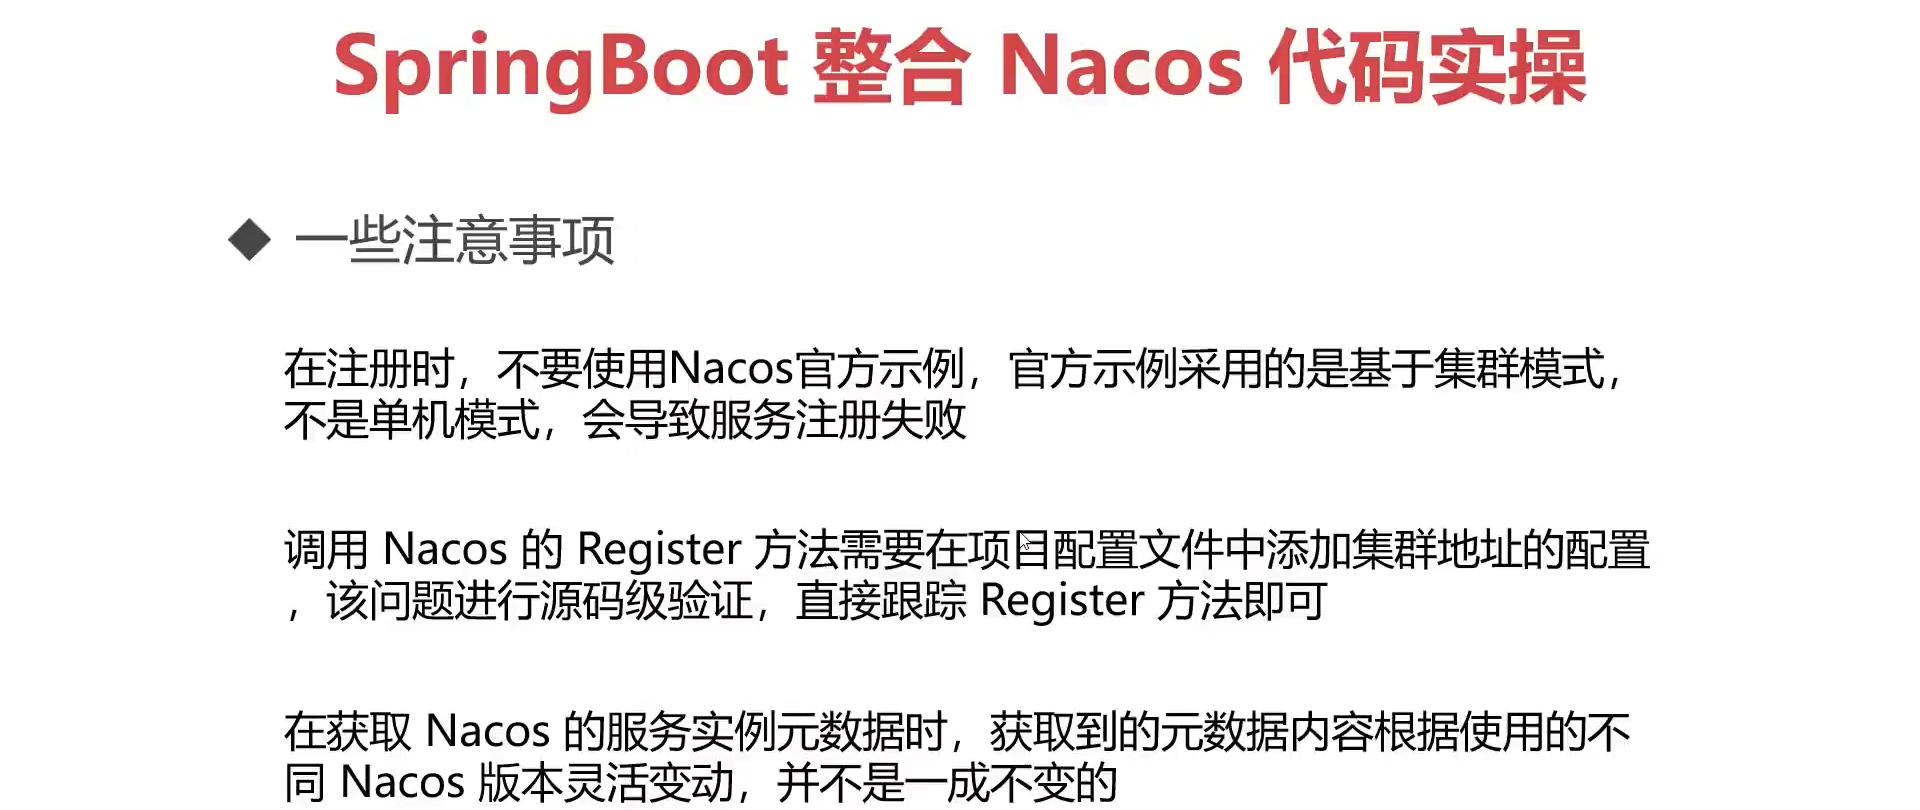 SpringBoot 整合 Nacos 代码实操
一些注意事项
在注册时，不要使用Nacos官方示例，官方示例采用的是基于集群模式，
不是单机模式，会导致服务注册失败
调用 Nacos 的 Register 方法需要在项目配置文件中添加集群地址的配置
，该问题进行源码级验证，直接跟踪 Register 方法即可
在获取 Nacos 的服务实例元数据时，获取到的元数据内容根据使用的不
同 Nacos 版本灵活变动，并不是一成不变的